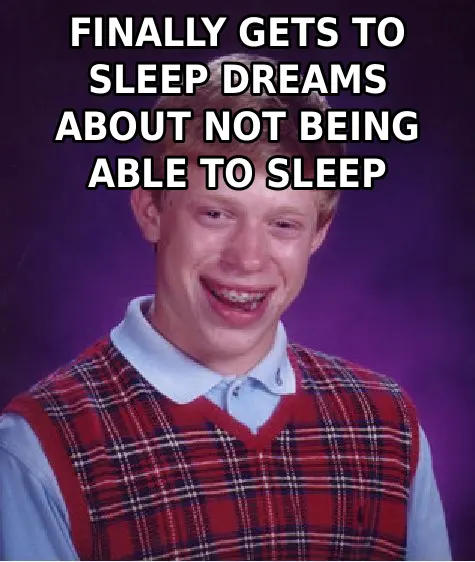 FINALLY GETS TO
SLEEP DREAMS
ABOUT NOT BEING
ABLE TO SLEEP